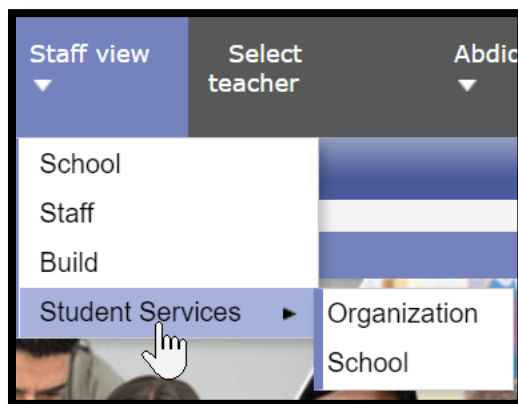 Staff view
Select
teacher
Abdic
School
Staff
Build
Student Services
Organization
School